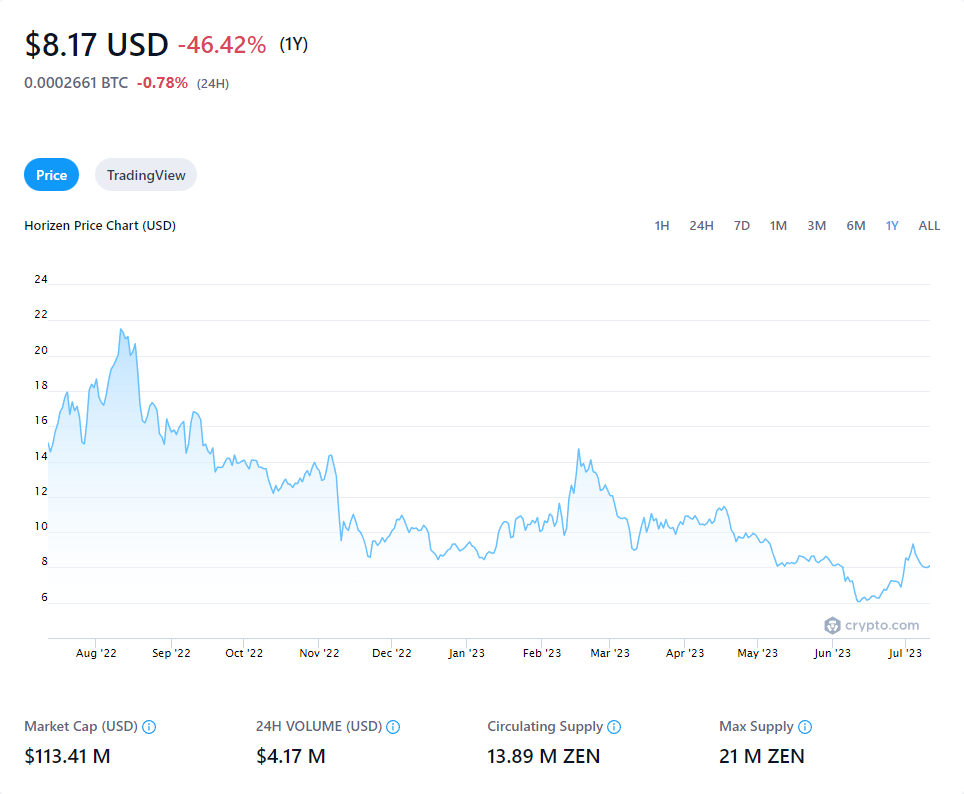 $8.17 USD -46.42% (1Y)
0.0002661 BTC -0.78% (24H)
Price TradingView
Horizen Price Chart (USD) 1H 24H 7D 1M 3M 6M 1Y ALL
24
22
20
18
16
14
12
10
8
6
crypto.com
Aug '22 Sep '22 Oct '22 Nov '22 Dec '22 Jan '23 Feb '23 Mar '23 Apr '23 May '23 Jun '23 Jul '23
Market Cap (USD) 24H VOLUME (USD) Circulating Supply Max Supply
$113.41 M $4.17 M 13.89 M ZEN 21 M ZEN